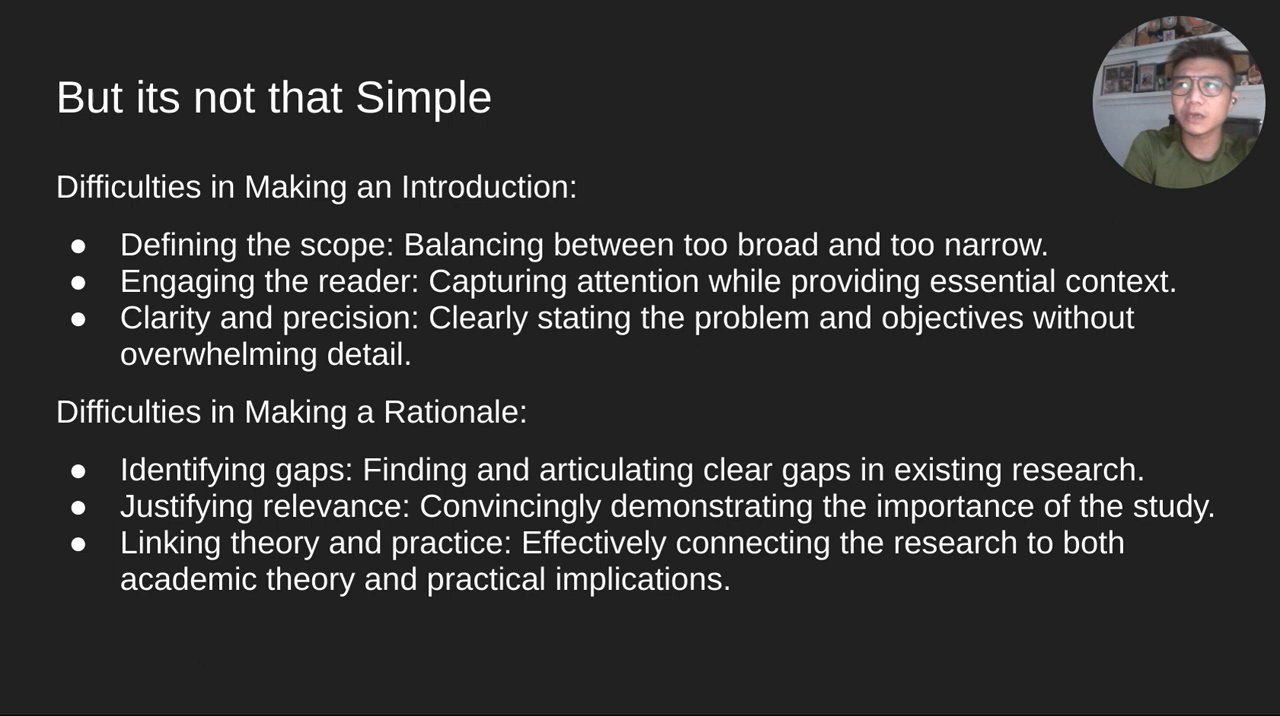 But its not that Simple
Difficulties in Making an Introduction:
● Defining the scope: Balancing between too broad and too narrow.
● Engaging the reader: Capturing attention while providing essential context.
● Clarity and precision: Clearly stating the problem and objectives without
overwhelming detail.
Difficulties in Making a Rationale:
● Identifying gaps: Finding and articulating clear gaps in existing research.
● Justifying relevance: Convincingly demonstrating the importance of the study.
● Linking theory and practice: Effectively connecting the research to both
academic theory and practical implications.